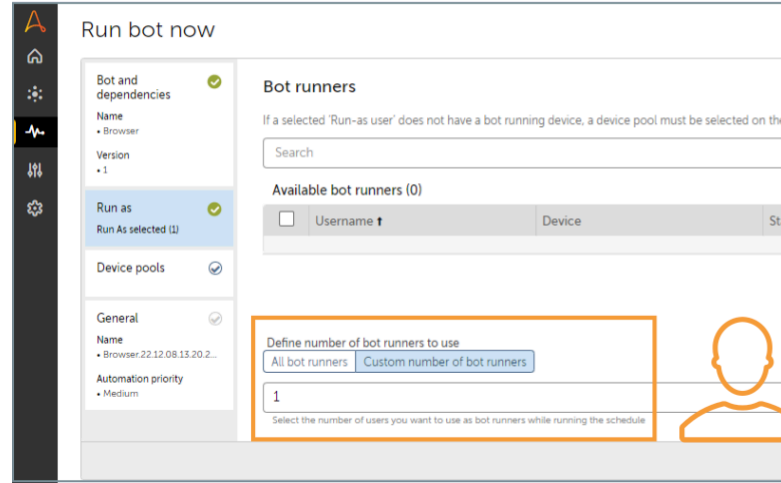 Run bot now
Bot and
dependencies
Name
• Browser
Version
• 1
Run as
Run As selected (1)
Device pools
General
Name
• Browser.22.12.08.13.20.2...
Automation priority
• Medium
Bot runners
If a selected 'Run-as user' does not have a bot running device, a device pool must be selected on the
Search
Available bot runners (0)
Username Device St
Define number of bot runners to use
All bot runners Custom number of bot runners
1
Select the number of users you want to use as bot runners while running the schedule